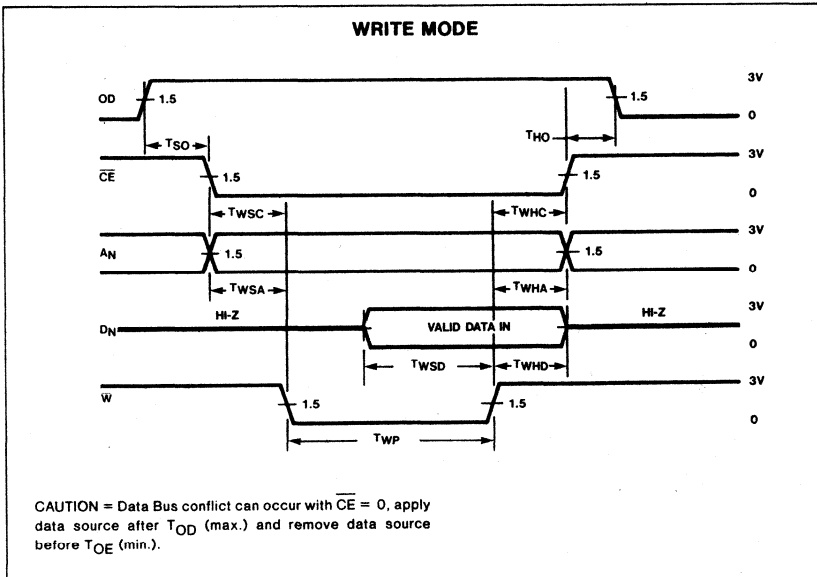 WRITE MODE
3V
OD 1.5 1.5
0
TSO THO
3V
CE 1.5 1.5
0
TWSC TWHC
3V
AN 1.5 1.5
0
TWSA TWHA
HI-Z HI-Z
3V
DN VALID DATA IN
0
TWSD TWHD
3V
W 1.5 1.5
0
TWP
CAUTION = Data Bus conflict can occur with CE = 0, apply
data source after TOD (max.) and remove data source
before TOE (min.).